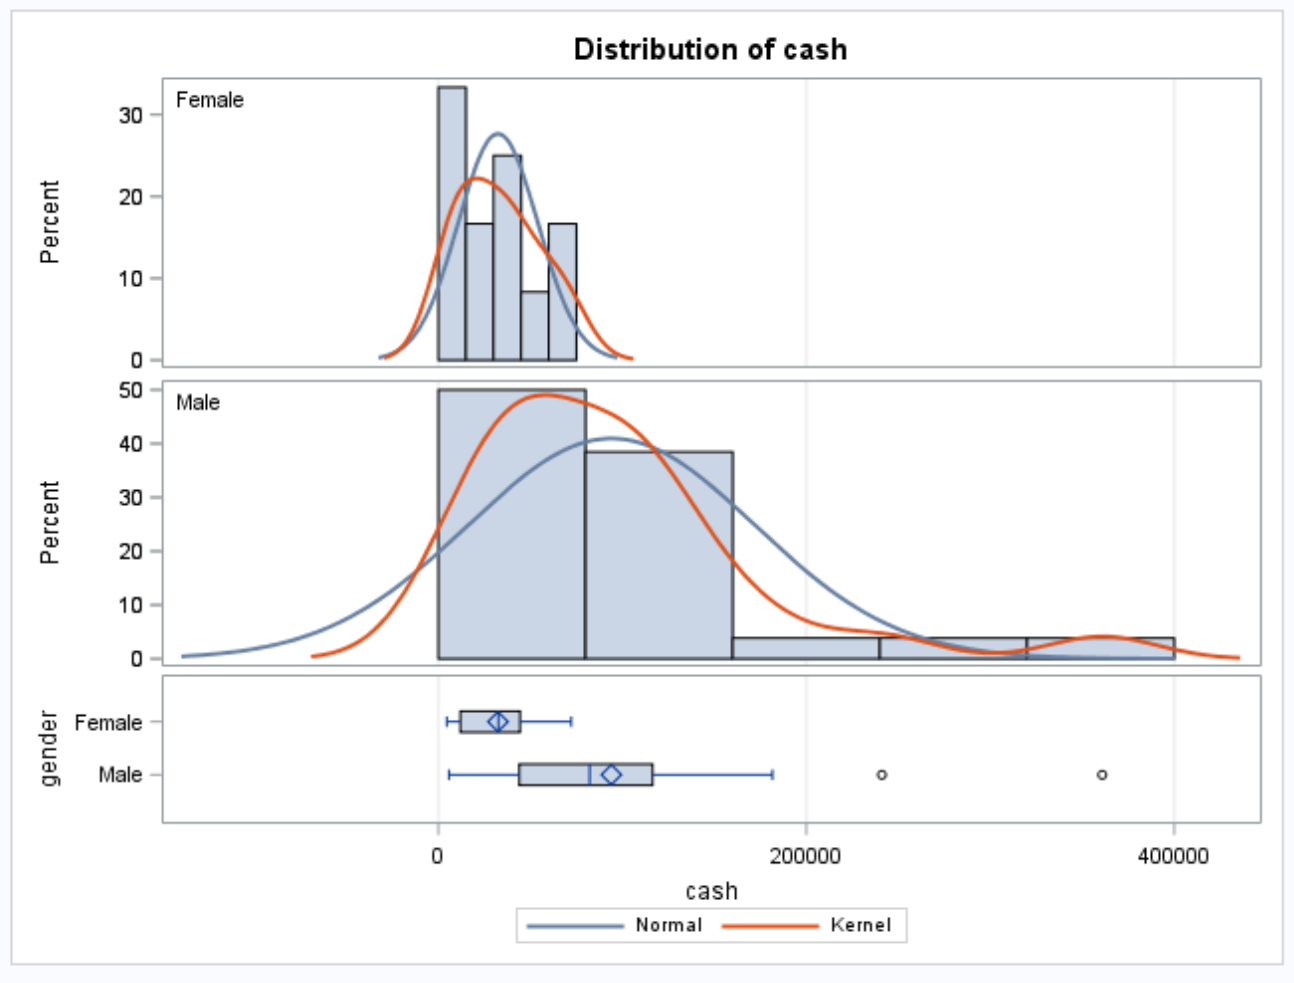 Distribution of cash
Female
Percent
30
20
10
0
Male
Percent
50
40
30
20
10
0
gender
Female
Male
0 200000 400000
cash
Normal Kernel